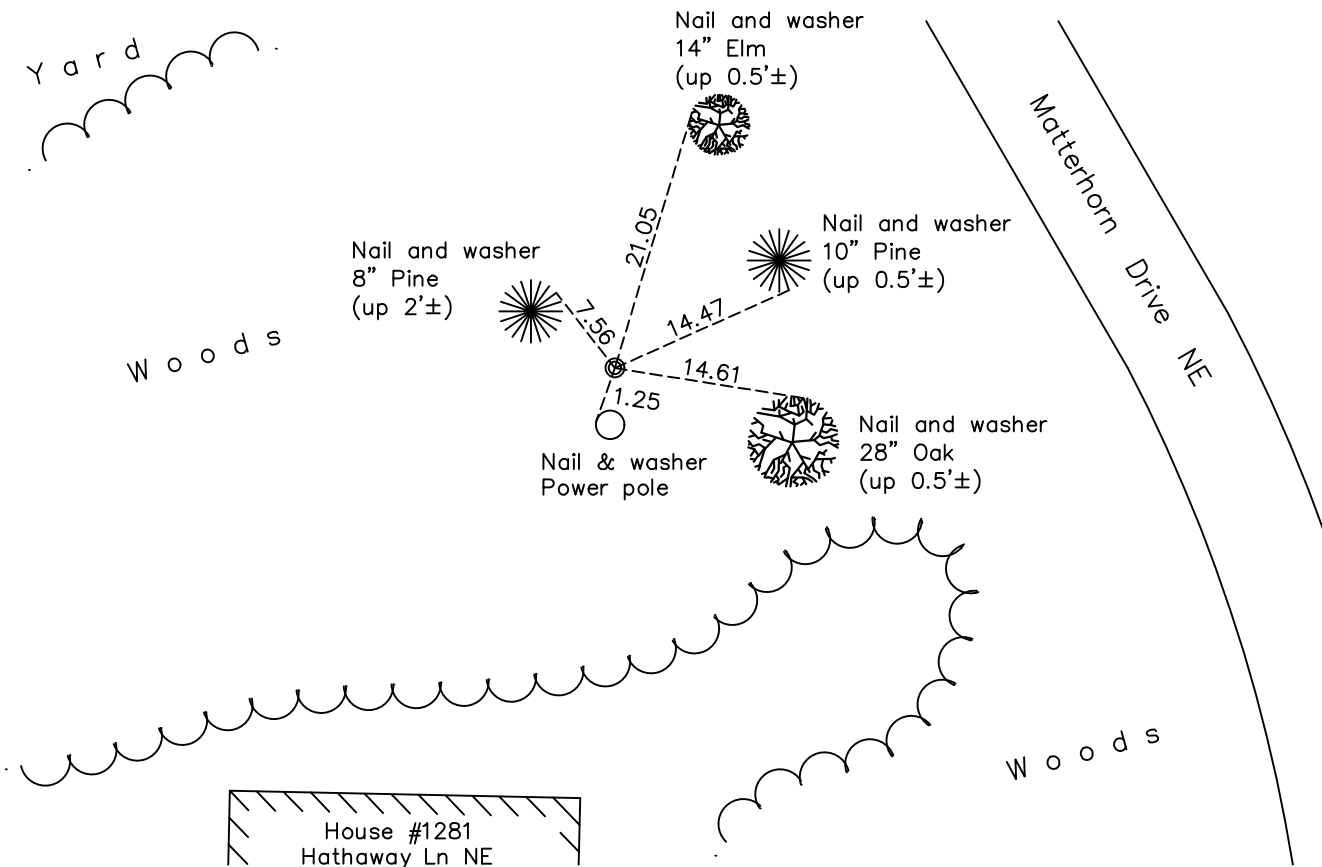 Yard
Nail and washer
14” Elm
(up 0.5'±)
Matterhorn Drive NE
21.05
Nail and washer
10” Pine
(up 0.5'±)
Nail and washer
8” Pine
(up 2'±)
7.56
14.47
Woods
14.61
1.25
Nail and washer
28” Oak
(up 0.5'±)
Nail & washer
Power pole
Woods
House #1281
Hathaway Ln NE